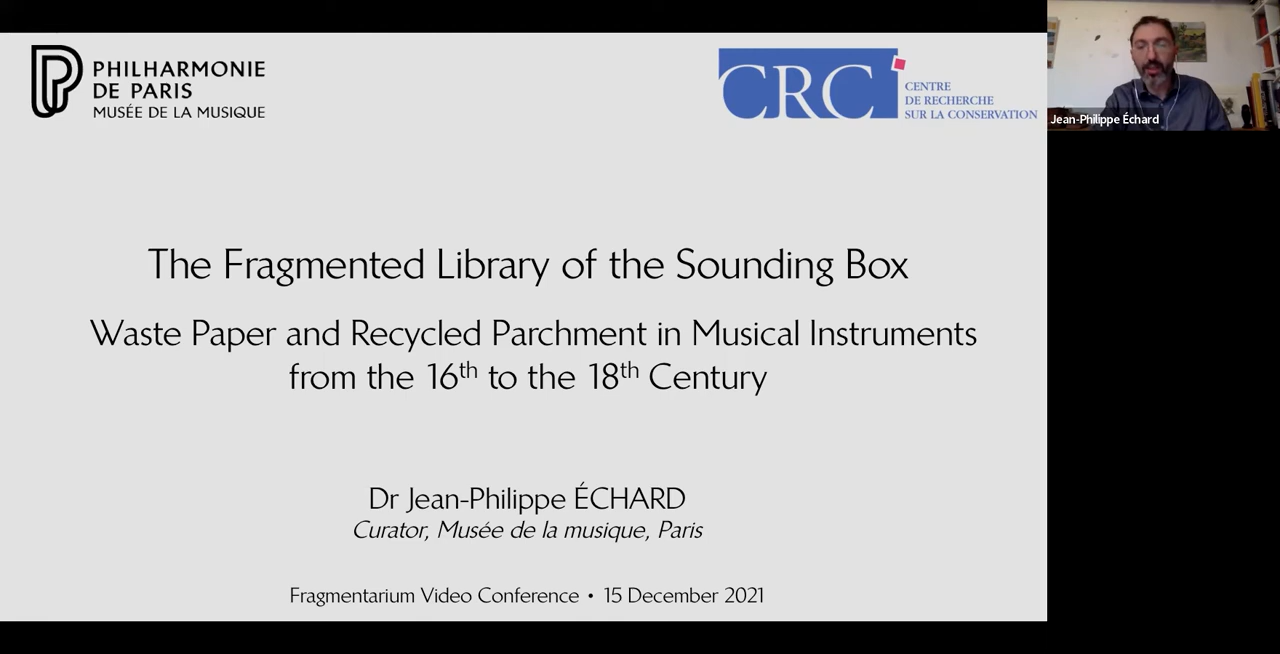 PHILHARMONIE
DE PARIS
MUSÉE DE LA MUSIQUE
CRC
CENTRE
DE RECHERCHE
SUR LA CONSERVATION
Jean-Philippe Échard
The Fragmented Library of the Sounding Box
Waste Paper and Recycled Parchment in Musical Instruments
from the 16th to the 18th Century
Dr Jean-Philippe ÉCHARD
Curator, Musée de la musique, Paris
Fragmentarium Video Conference • 15 December 2021